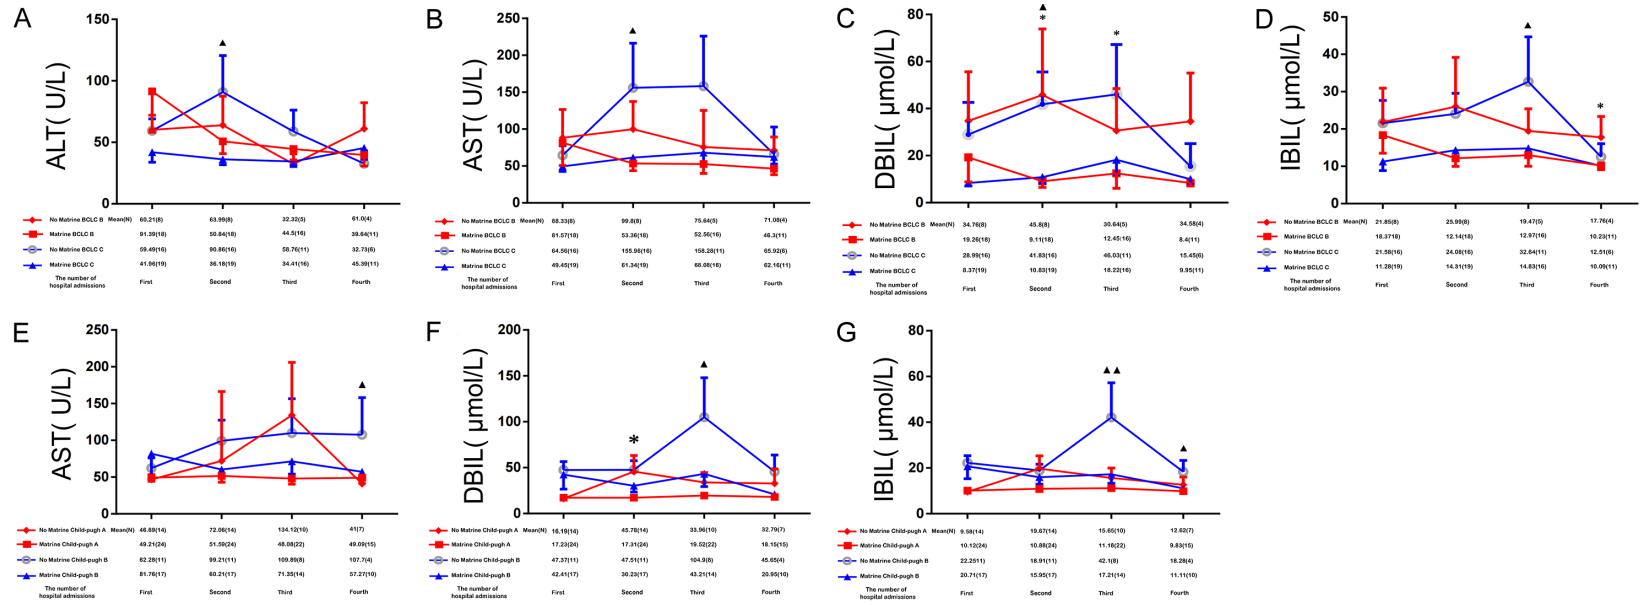 A
ALT( U/L)
150
100
50
0
▲
No Matrine BCLC B Mean(N) 60.21(8) 63.99(8) 32.32(5) 61.0(4)
Matrine BCLC B 91.39(18) 50.84(18) 44.5(16) 39.64(11)
No Matrine BCLC C 59.49(16) 90.86(16) 58.76(11) 32.73(6)
Matrine BCLC C 41.96(19) 36.18(19) 34.41(16) 45.39(11)
The number of
hospital admissions First Second Third Fourth
B
AST( U/L)
250
200
150
100
50
0
▲
No Matrine BCLC B Mean(N) 88.33(8) 99.8(8) 75.64(5) 71.08(4)
Matrine BCLC B 81.57(18) 53.36(18) 52.56(16) 46.3(11)
No Matrine BCLC C 64.56(16) 155.96(16) 158.28(11) 65.92(6)
Matrine BCLC C 49.45(19) 61.34(19) 68.08(16) 62.16(11)
The number of
hospital admissions First Second Third Fourth
C
DBIL( μmol/L)
80
60
40
20
0
▲
* *
No Matrine BCLC B Mean(N) 34.76(8) 45.8(8) 30.64(5) 34.58(4)
Matrine BCLC B 19.26(18) 9.11(18) 12.45(16) 8.4(11)
No Matrine BCLC C 28.99(16) 41.83(16) 46.03(11) 15.45(6)
Matrine BCLC C 8.37(19) 10.83(19) 18.22(16) 9.95(11)
The number of
hospital admissions First Second Third Fourth
D
IBIL( μmol/L)
50
40
30
20
10
0
▲
*
No Matrine BCLC B Mean(N) 21.85(8) 25.99(8) 19.47(5) 17.76(4)
Matrine BCLC B 18.37(18) 12.14(18) 12.97(16) 10.23(11)
No Matrine BCLC C 21.58(16) 24.08(16) 32.64(11) 12.51(6)
Matrine BCLC C 11.28(19) 14.31(19) 14.83(16) 10.09(11)
The number of
hospital admissions First Second Third Fourth
E
AST( U/L)
250
200
150
100
50
0
▲
No Matrine Child-pugh A Mean(N) 46.89(14) 72.06(14) 134.12(10) 41(7)
Matrine Child-pugh A 49.21(24) 51.59(24) 48.08(22) 49.09(15)
No Matrine Child-pugh B 62.28(11) 99.21(11) 109.89(8) 107.7(4)
Matrine Child-pugh B 81.76(17) 60.21(17) 71.35(14) 57.27(10)
The number of
hospital admissions First Second Third Fourth
F
DBIL( μmol/L)
200
150
100
50
0
*
▲
No Matrine Child-pugh A Mean(N) 16.19(14) 45.78(14) 33.96(10) 32.79(7)
Matrine Child-pugh A 17.23(24) 17.31(24) 19.52(22) 18.15(15)
No Matrine Child-pugh B 47.37(11) 47.51(11) 104.9(8) 45.65(4)
Matrine Child-pugh B 42.41(17) 30.23(17) 43.21(14) 20.95(10)
The number of
hospital admissions First Second Third Fourth
G
IBIL( μmol/L)
80
60
40
20
0
▲▲
▲
No Matrine Child-pugh A Mean(N) 9.58(14) 19.67(14) 15.65(10) 12.62(7)
Matrine Child-pugh A 10.12(24) 10.88(24) 11.18(22) 9.83(15)
No Matrine Child-pugh B 22.25(11) 18.91(11) 42.1(8) 18.28(4)
Matrine Child-pugh B 20.71(17) 15.95(17) 17.21(14) 11.11(10)
The number of
hospital admissions First Second Third Fourth